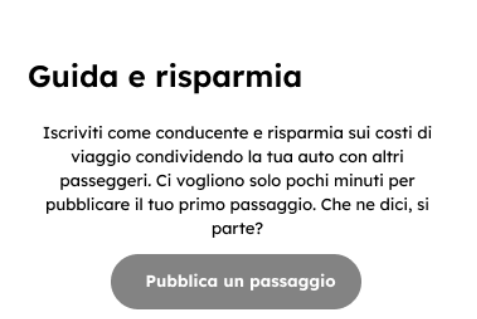 Guida e risparmia
Iscriviti come conducente e risparmia sui costi di
viaggio condividendo la tua auto con altri
passeggeri. Ci vogliono solo pochi minuti per
pubblicare il tuo primo passaggio. Che ne dici, si
parte?
Pubblica un passaggio